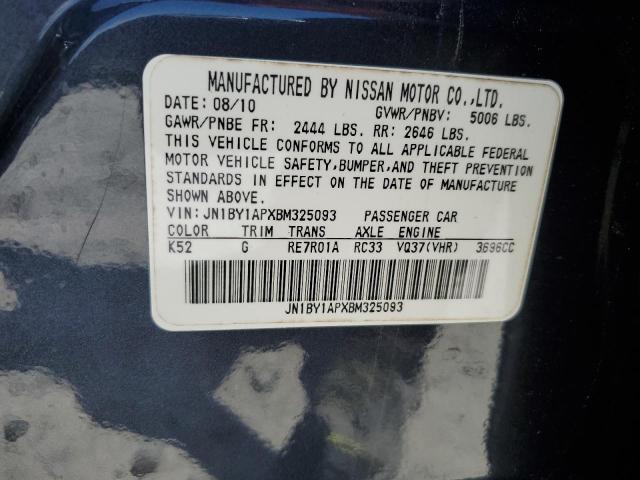 MANUFACTURED BY NISSAN MOTOR CO.,LTD.
DATE: 08/10 GVWR/PNBV: 5006 LBS.
GAWR/PNBE FR: 2444 LBS. RR: 2646 LBS.
THIS VEHICLE CONFORMS TO ALL APPLICABLE FEDERAL
MOTOR VEHICLE SAFETY,BUMPER,AND THEFT PREVENTION
STANDARDS IN EFFECT ON THE DATE OF MANUFACTURE
SHOWN ABOVE.
VIN: JN1BY1APXBM325093 PASSENGER CAR
COLOR TRIM TRANS AXLE ENGINE
K52 G RE7R01A RC33 VQ37(VHR) 3696CC
JN1BY1APXBM325093